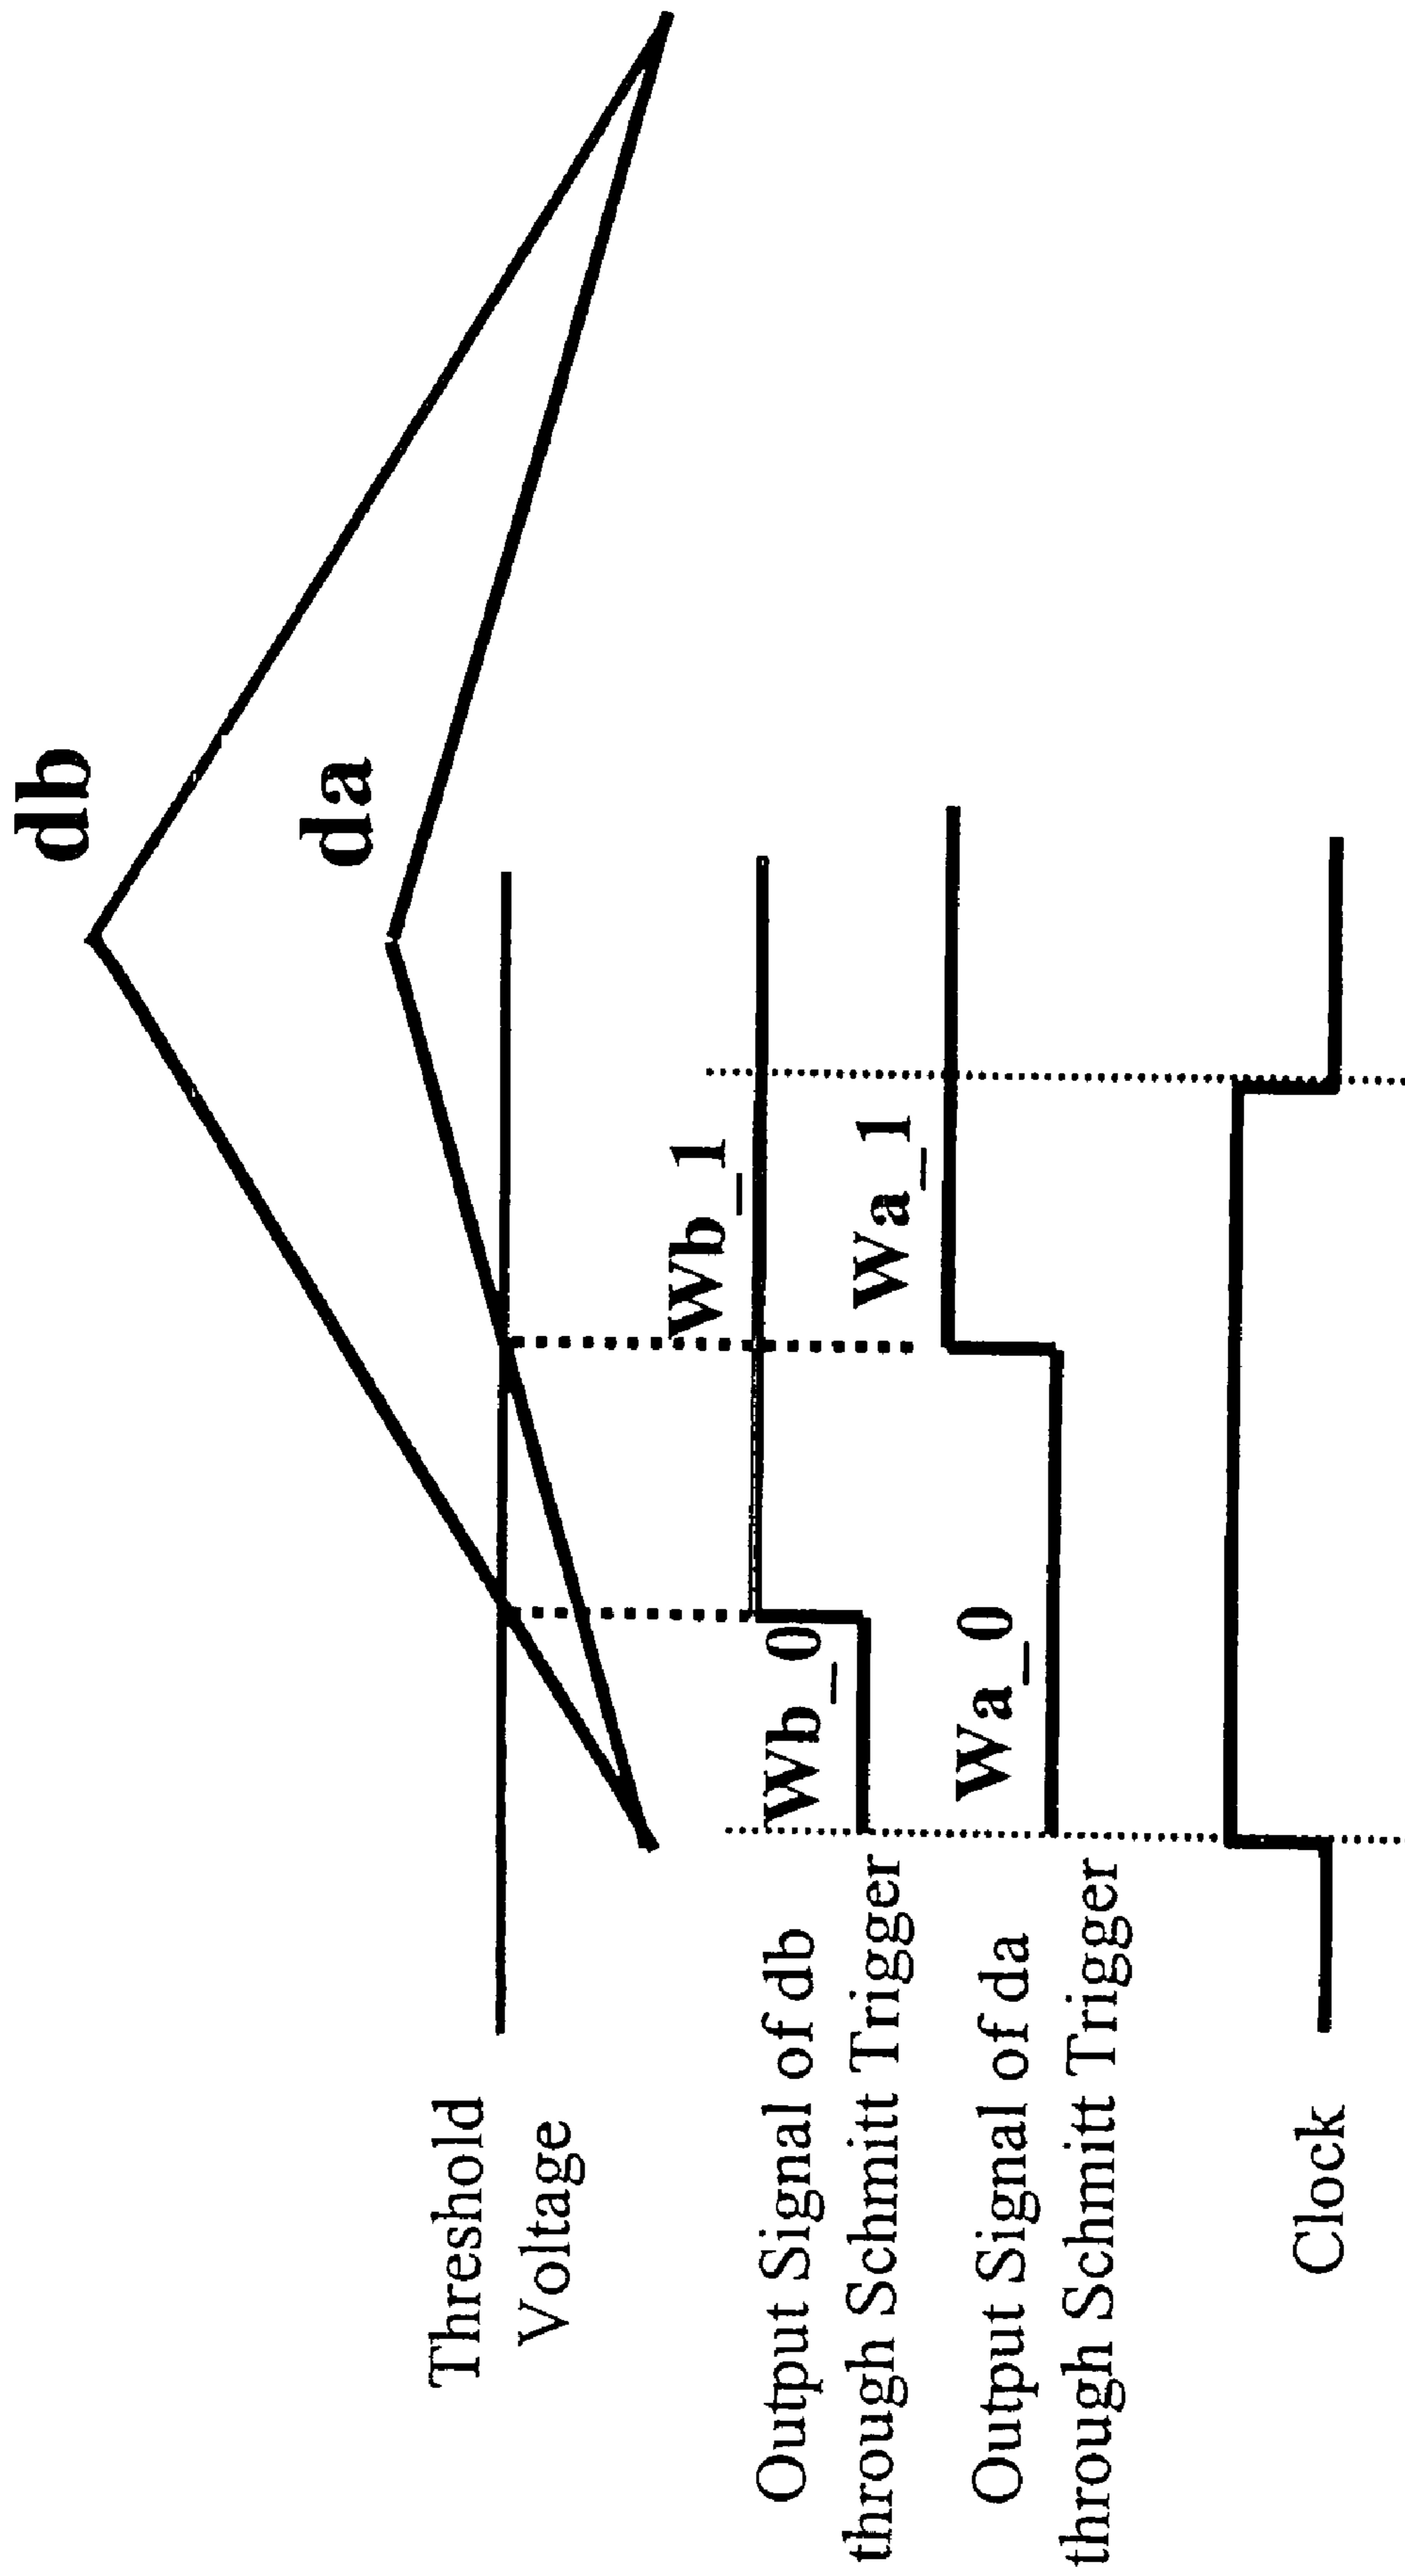 db
da
Threshold
Voltage
Wb_1
Wb_0
Output Signal of db
through Schmitt Trigger
Wa_1
Wa_0
Output Signal of da
through Schmitt Trigger
Clock